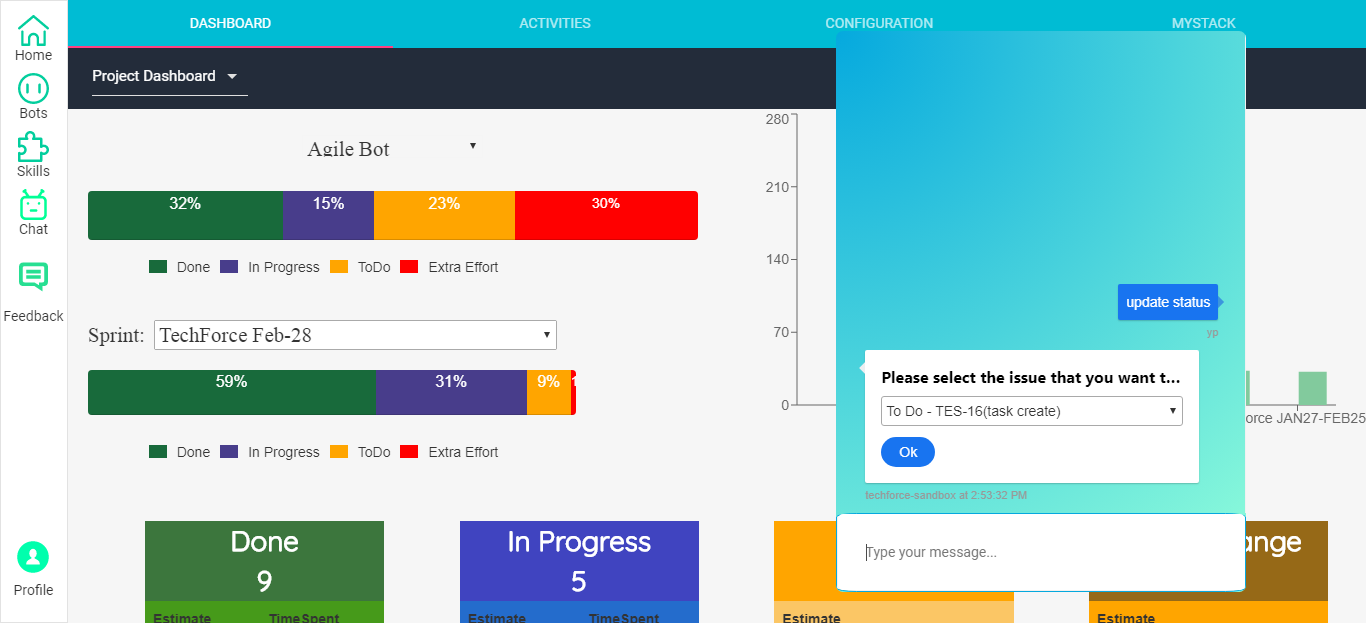 DASHBOARD
ACTIVITIES
CONFIGURATION
MYSTACK
Home
Bots
Skills
Chat
Feedback
Profile
Project Dashboard
Agile Bot
32%
15%
23%
30%
Done
In Progress
ToDo
Extra Effort
Sprint:
TechForce Feb-28
59%
31%
9%
Done
In Progress
ToDo
Extra Effort
280
210
140
70
0
orce JAN27-FEB25
update status
yp
Please select the issue that you want t...
To Do - TES-16(task create)
Ok
techforce-sandbox at 2:53:32 PM
Type your message...
Done
9
Estimate
TimeSpent
In Progress
5
Estimate
TimeSpent
Estimate
ange
Estimate